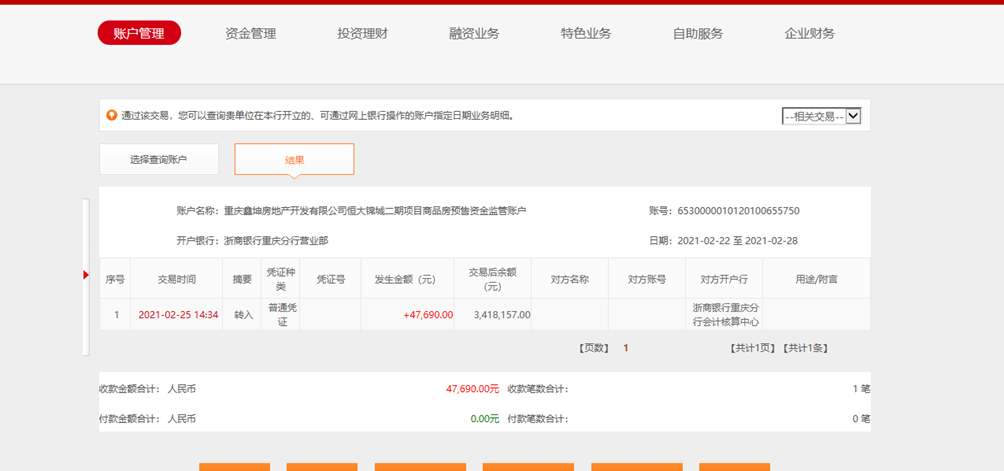 账户管理 资金管理 投资理财 融资业务 特色业务 自助服务 企业财务
通过该交易，您可以查询贵单位在本行开立的、可通过网上银行操作的账户指定日期业务明细。 --相关交易--
选择查询账户 结果
账户名称：重庆鑫坤房地产开发有限公司恒大锦城二期项目商品房预售资金监管账户 账号：6530000010120100655750
开户银行：浙商银行重庆分行营业部 日期：2021-02-22 至 2021-02-28
序号 交易时间 摘要 凭证种类 凭证号 发生金额（元） 交易后余额（元） 对方名称 对方账号 对方开户行 用途/附言
1 2021-02-25 14:34 转入 普通凭证 +47,690.00 3,418,157.00 浙商银行重庆分行会计核算中心
【页数】 1 【共计1页】【共计1条】
收款金额合计： 人民币 47,690.00元 收款笔数合计： 1 笔
付款金额合计： 人民币 0.00元 付款笔数合计： 0 笔